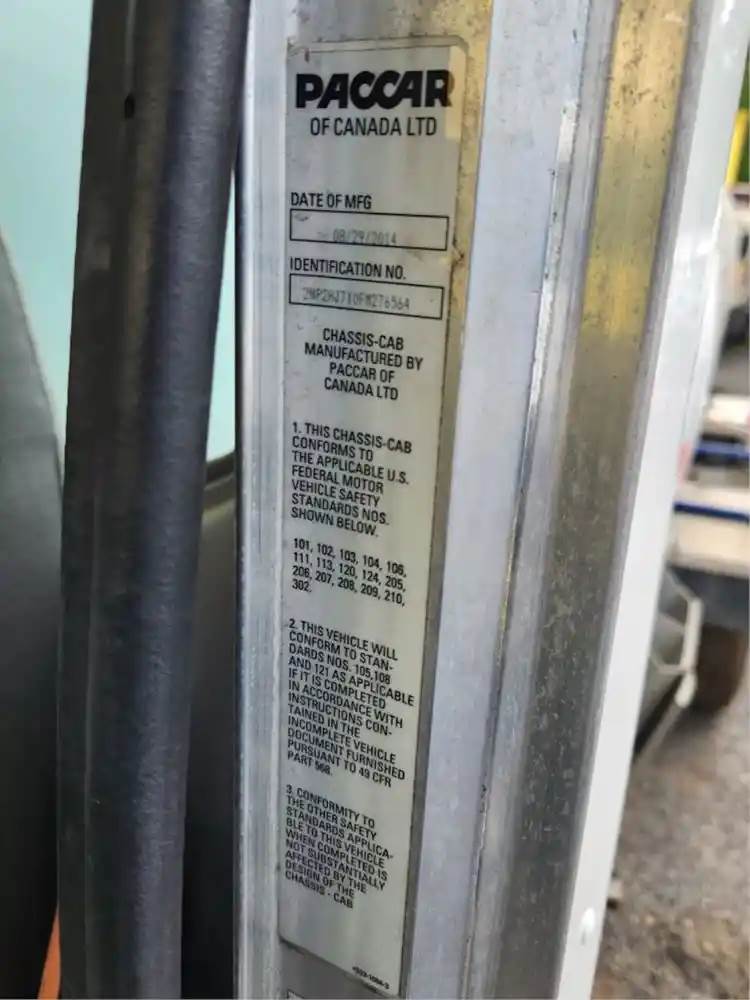 PACCAR
OF CANADA LTD
DATE OF MFG
08/29/2014
IDENTIFICATION NO.
CHASSIS-CAB
MANUFACTURED BY
PACCAR OF
CANADA LTD
1. THIS CHASSIS-CAB
CONFORMS TO
THE APPLICABLE U.S.
FEDERAL MOTOR
VEHICLE SAFETY
STANDARDS NOS.
SHOWN BELOW.
101, 102, 103, 104, 106,
111, 113, 120, 124, 205,
206, 207, 208, 209, 210,
302.
2. THIS VEHICLE WILL
CONFORM TO STAN-
DARDS NOS. 105,108
AND 121 AS APPLICABLE
IF IT IS COMPLETED
IN ACCORDANCE WITH
INSTRUCTIONS CON-
TAINED IN THE
INCOMPLETE VEHICLE
DOCUMENT FURNISHED
PURSUANT TO 49 CFR
PART 568.
3. CONFORMITY TO
THE OTHER SAFETY
STANDARDS APPLICA-
BLE TO THIS VEHICLE
WHEN COMPLETED IS
NOT SUBSTANTIALLY
AFFECTED BY THE
DESIGN OF THE
CHASSIS - CAB